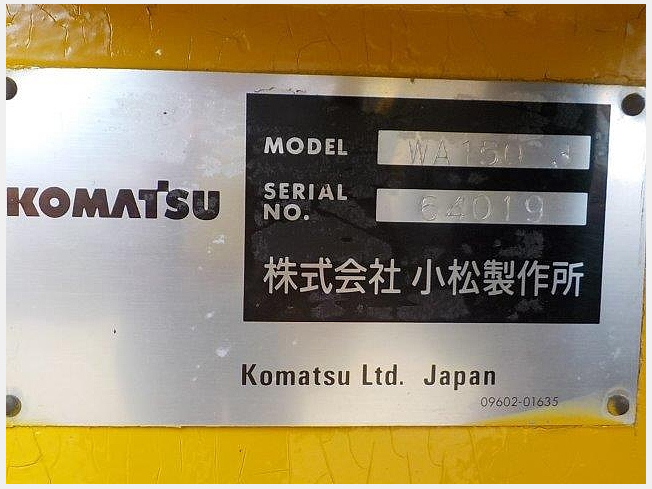 KOMATSU
MODEL WA150
SERIAL NO. 64019
株式会社 小松製作所
Komatsu Ltd. Japan
09602-01635